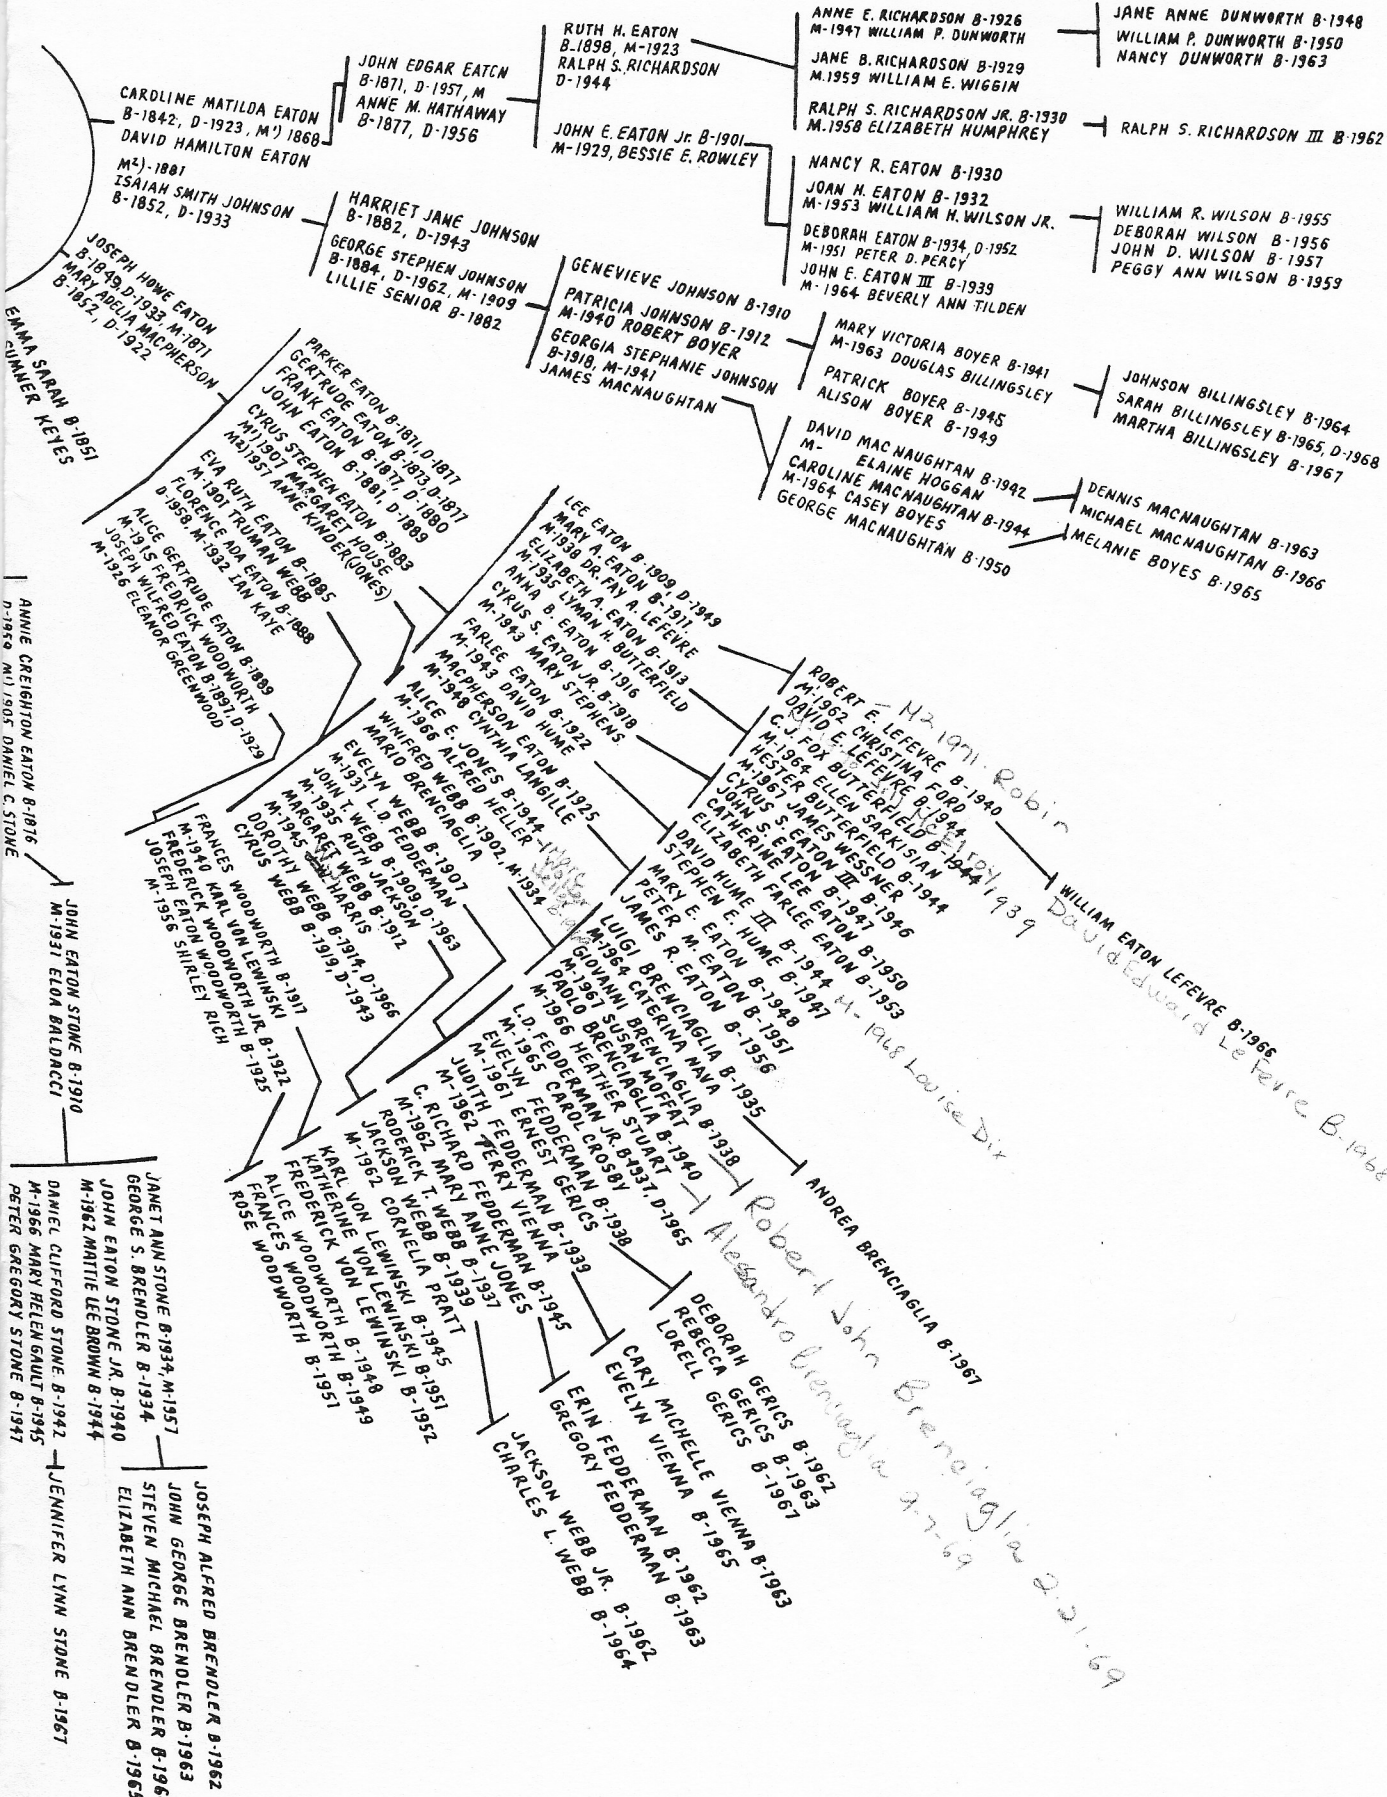 CAROLINE MATILDA EATON
B-1842, D-1923, M¹) 1868
DAVID HAMILTON EATON
M²)-1881
ISAIAH SMITH JOHNSON
B-1852, D-1933
JOHN EDGAR EATON
B-1871, D-1957, M
ANNE M. HATHAWAY
B-1877, D-1956
RUTH H. EATON
B-1898, M-1923
RALPH S. RICHARDSON
D-1944
JOHN E. EATON Jr. B-1901
M-1929, BESSIE E. ROWLEY
ANNE E. RICHARDSON B-1926
M-1947 WILLIAM P. DUNWORTH
JANE B. RICHARDSON B-1929
M.1959 WILLIAM E. WIGGIN
RALPH S. RICHARDSON JR. B-1930
M.1958 ELIZABETH HUMPHREY
JANE ANNE DUNWORTH B-1948
WILLIAM P. DUNWORTH B-1950
NANCY DUNWORTH B-1963
RALPH S. RICHARDSON III B-1962
NANCY R. EATON B-1930
JOAN H. EATON B-1932
M-1953 WILLIAM H. WILSON JR.
DEBORAH EATON B-1934, D-1952
M-1951 PETER D. PERCY
JOHN E. EATON III B-1939
M-1964 BEVERLY ANN TILDEN
WILLIAM R. WILSON B-1955
DEBORAH WILSON B-1956
JOHN D. WILSON B-1957
PEGGY ANN WILSON B-1959
HARRIET JANE JOHNSON
B-1882, D-1943
GEORGE STEPHEN JOHNSON
B-1884, D-1962, M-1909
LILLIE SENIOR B-1882
GENEVIEVE JOHNSON B-1910
PATRICIA JOHNSON B-1912
M-1940 ROBERT BOYER
GEORGIA STEPHANIE JOHNSON
B-1918, M-1941
JAMES MACNAUGHTAN
MARY VICTORIA BOYER B-1941
M-1963 DOUGLAS BILLINGSLEY
PATRICK BOYER B-1945
ALISON BOYER B-1949
JOHNSON BILLINGSLEY B-1964
SARAH BILLINGSLEY B-1965, D-1968
MARTHA BILLINGSLEY B-1967
DAVID MACNAUGHTAN B-1942
M- ELAINE HOGGAN
CAROLINE MACNAUGHTAN B-1944
M-1964 CASEY BOYES
GEORGE MACNAUGHTAN B-1950
DENNIS MACNAUGHTAN B-1963
MICHAEL MACNAUGHTAN B-1966
MELANIE BOYES B-1965
JOSEPH HOWE EATON
B-1849, D-1933, M-1871
MARY ADELIA MACPHERSON
B-1852, D-1922
EMMA SARAH B-1851
SUMNER KEYES
PARKER EATON B-1871, D-1877
GERTRUDE EATON B-1873, D-1877
FRANK EATON B-1877, D-1880
JOHN EATON B-1881, D-1889
CYRUS STEPHEN EATON B-1883
M¹) 1907 MARGARET HOUSE
M²) 1957 ANNE KINDER (JONES)
EVA RUTH EATON B-1885
M-1901 TRUMAN WEBB
FLORENCE ADA EATON B-1888
D-1958, M-1932 IAN KAYE
ALICE GERTRUDE EATON B-1889
M-1915 FREDRICK WOODWORTH
JOSEPH WILFRED EATON B-1897, D-1929
M-1926 ELEANOR GREENWOOD
LEE EATON B-1909, D-1949
MARY A. EATON B-1911
M-1938 DR. FAY A. LEFEVRE
ELIZABETH A. EATON B-1913
M-1935 LYMAN H. BUTTERFIELD
ANNA B. EATON B-1916
CYRUS S. EATON JR. B-1918
M-1943 MARY STEPHENS
FARLEE EATON B-1922
M-1943 DAVID HUME
MACPHERSON EATON B-1925
M-1948 CYNTHIA LANGILLE
ALICE E. JONES B-1944
M-1966 ALFRED HELLER
WINIFRED WEBB B-1902, M-1934
MARIO BRENCIAGLIA
EVELYN WEBB B-1907
M-1931 L.D. FEDDERMAN
JOHN T. WEBB B-1909, D-1963
M-1935 RUTH JACKSON
MARGARET WEBB B-1912
M-1945 HARRIS
DOROTHY WEBB B-1914, D-1966
CYRUS WEBB B-1919, D-1943
FRANCES WOODWORTH B-1917
M-1940 KARL VON LEWINSKI
FREDERICK WOODWORTH JR. B-1922
JOSEPH EATON WOODWORTH B-1925
M-1956 SHIRLEY RICH
ROBERT E. LEFEVRE B-1940
M-1962 CHRISTINA FORD
DAVID E. LEFEVRE B-1944
C.J. FOX BUTTERFIELD B-1939
M-1964 ELLEN SARKISIAN
HESTER BUTTERFIELD B-1944
M-1967 JAMES WESSNER
CYRUS S. EATON III B-1946
JOHN S. EATON B-1947
CATHERINE LEE EATON B-1950
ELIZABETH FARLEE EATON B-1953
DAVID HUME III B-1944
STEPHEN E. HUME B-1947
M-1968 Louise Dix
MARY E. EATON B-1948
PETER M. EATON B-1951
JAMES R. EATON B-1956
M2 1971 - Robin
WILLIAM EATON LEFEVRE B-1966
David Edward LeFevre B-1968
LUIGI BRENCIAGLIA B-1935
M-1964 CATERINA NAVA
GIOVANNI BRENCIAGLIA B-1938
M-1967 SUSAN MOFFAT
PAOLO BRENCIAGLIA B-1940
M-1966 HEATHER STUART
ANDREA BRENCIAGLIA B-1967
Robert John Brenciaglia 2-21-69
Alessandro Brenciaglia 9-7-69
L.D. FEDDERMAN JR. B-1937, D-1965
M-1965 CAROL CROSBY
EVELYN FEDDERMAN B-1938
M-1961 ERNEST GERICS
JUDITH FEDDERMAN B-1939
M-1962 PERRY VIENNA
G. RICHARD FEDDERMAN B-1945
M-1962 MARY ANNE JONES
RODERICK T. WEBB B-1937
JACKSON WEBB B-1939
M-1962 CORNELIA PRATT
KARL VON LEWINSKI B-1945
KATHERINE VON LEWINSKI B-1951
FREDERICK VON LEWINSKI B-1952
ALICE WOODWORTH B-1948
FRANCES WOODWORTH B-1949
ROSE WOODWORTH B-1951
DEBORAH GERICS B-1962
REBECCA GERICS B-1963
LORELL GERICS B-1967
CARY MICHELLE VIENNA B-1963
EVELYN VIENNA B-1965
ERIN FEDDERMAN B-1962
GREGORY FEDDERMAN B-1963
JACKSON WEBB JR. B-1962
CHARLES L. WEBB B-1964
ANNIE CREIGHTON EATON B-1876
D-1959 M¹) 1905 DANIEL C. STONE
JOHN EATON STONE B-1910
M-1931 ELOA BALDACCI
JANET ANN STONE B-1934, M-1957
GEORGE S. BRENDLER B-1934
JOHN EATON STONE JR. B-1940
M-1962 MATTIE LEE BROWN B-1944
DANIEL CLIFFORD STONE B-1942
M-1966 MARY HELEN GAULT B-1945
PETER GREGORY STONE B-1947
JOSEPH ALFRED BRENDLER B-1962
JOHN GEORGE BRENDLER B-1963
STEVEN MICHAEL BRENDLER B-196
ELIZABETH ANN BRENDLER B-1965
JENNIFER LYNN STONE B-1967